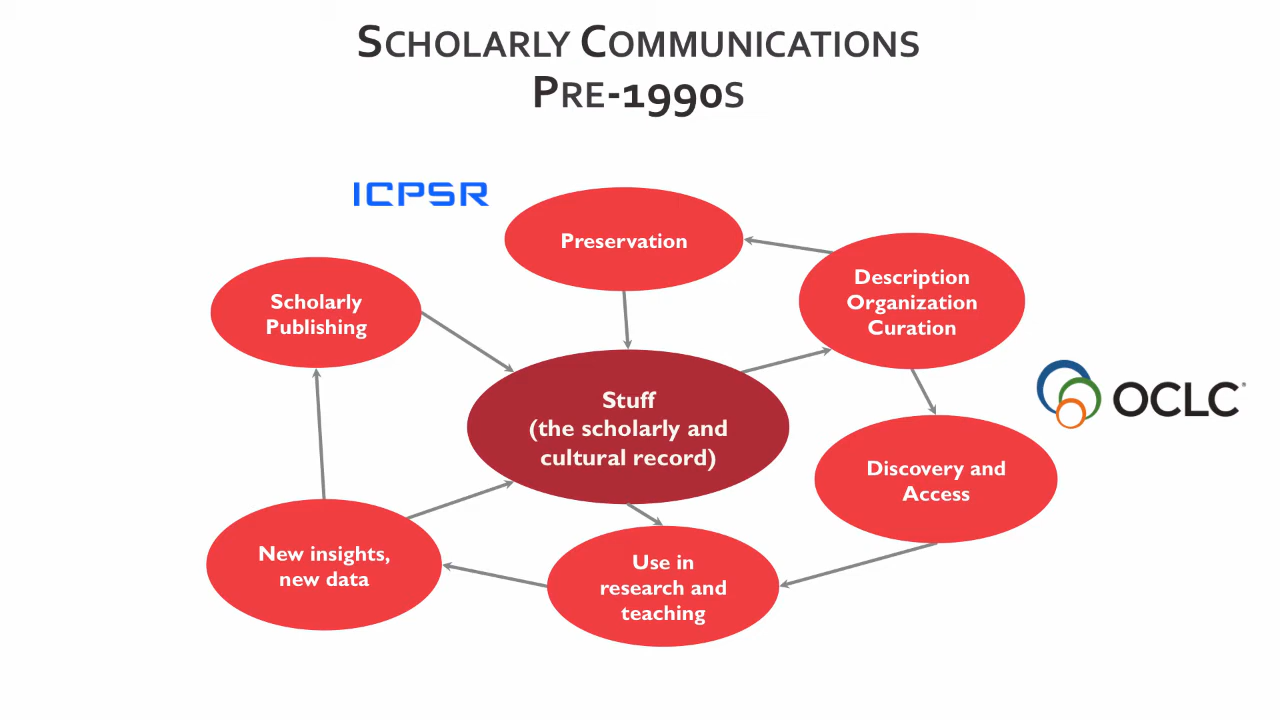 SCHOLARLY COMMUNICATIONS
PRE-1990S
ICPSR
Preservation
Description
Organization
Curation
Scholarly
Publishing
OCLC
Stuff
(the scholarly and
cultural record)
Discovery and
Access
New insights,
new data
Use in
research and
teaching